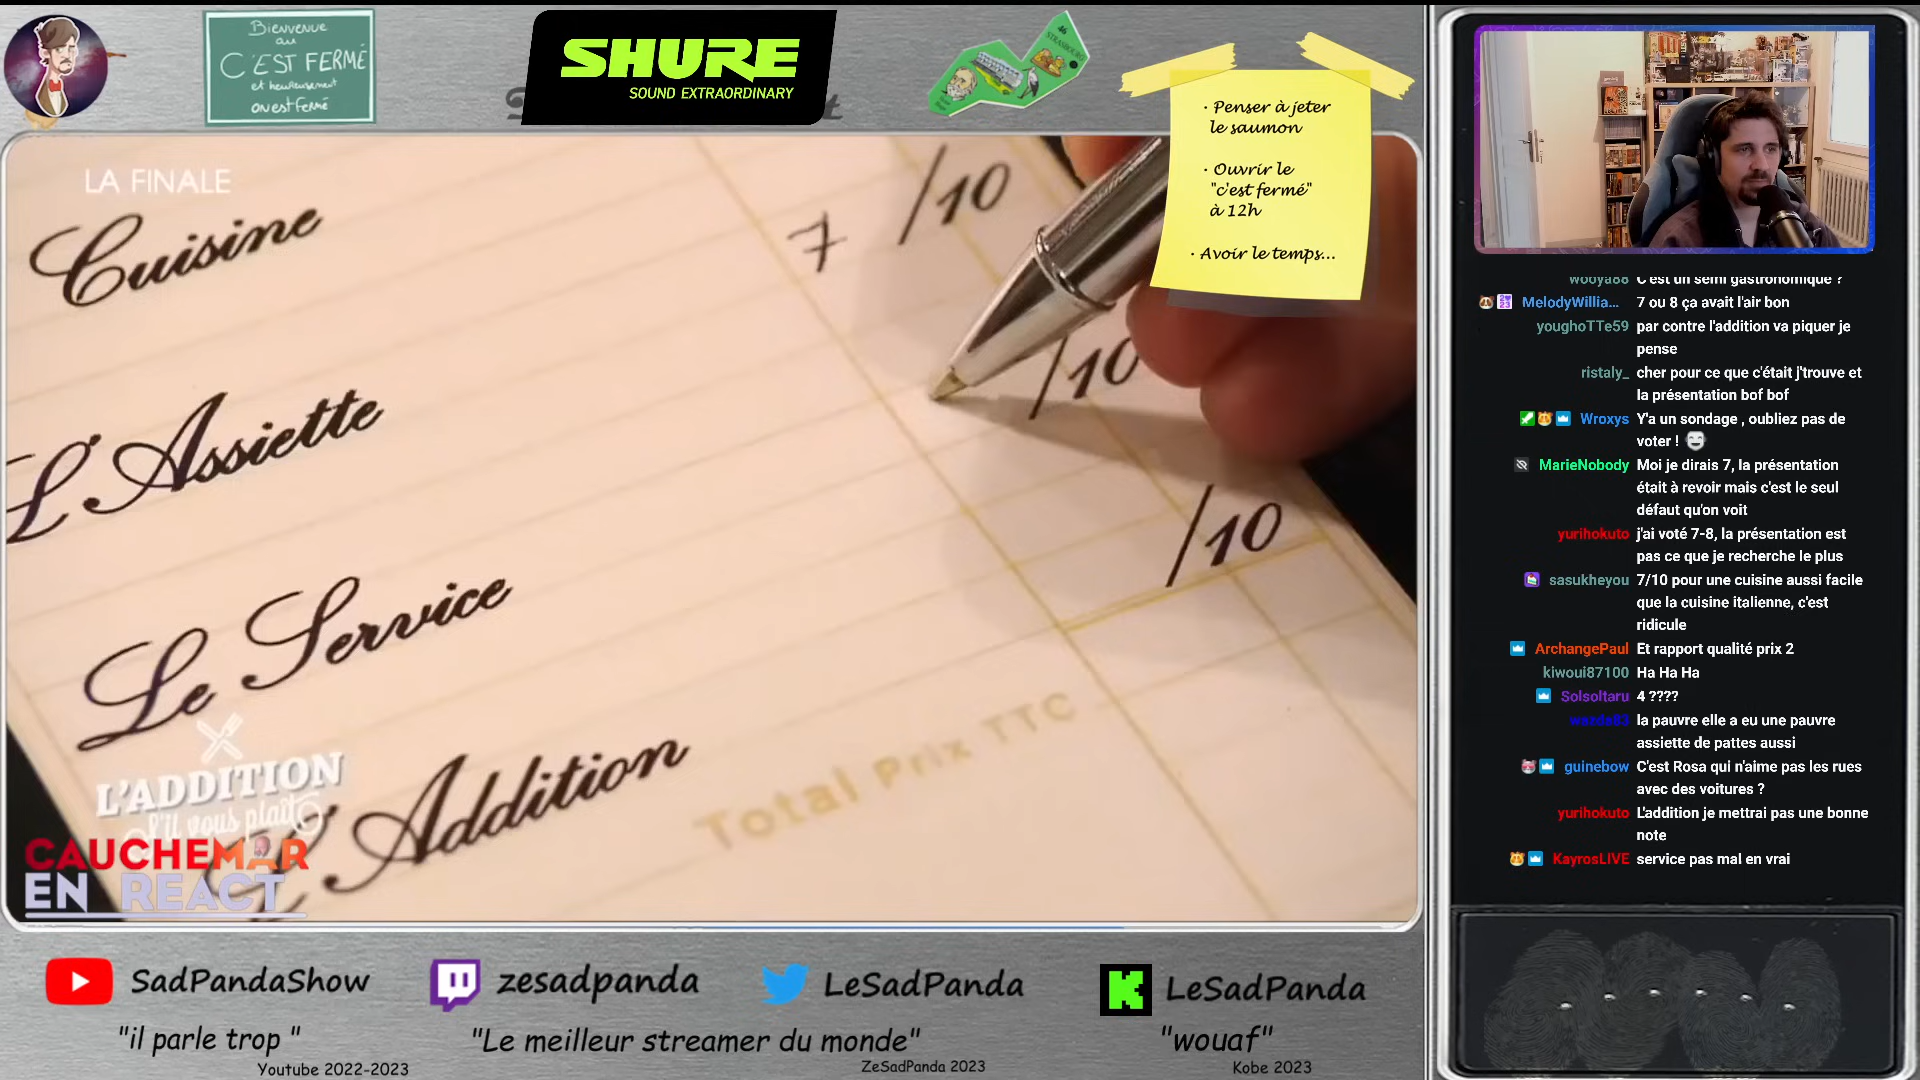 Bienvenue
au
C'EST FERMÉ
et heureusement
on est fermé
SHURE
SOUND EXTRAORDINARY
46
STRASBOURG
· Penser à jeter
le saumon
· Ouvrir le
"c'est fermé"
à 12h
· Avoir le temps...
LA FINALE
Cuisine
7 /10
L'Assiette
/10
Le Service
/10
L'Addition
Total Prix TTC
L'ADDITION
S'il vous plaît
CAUCHEMAR
EN REACT
wooya88 C'est un semi gastronomique ?
MelodyWillia... 7 ou 8 ça avait l'air bon
youghoTTe59 par contre l'addition va piquer je
pense
ristaly_ cher pour ce que c'était j'trouve et
la présentation bof bof
Wroxys Y'a un sondage , oubliez pas de
voter !
MarieNobody Moi je dirais 7, la présentation
était à revoir mais c'est le seul
défaut qu'on voit
yurihokuto j'ai voté 7-8, la présentation est
pas ce que je recherche le plus
sasukheyou 7/10 pour une cuisine aussi facile
que la cuisine italienne, c'est
ridicule
ArchangePaul Et rapport qualité prix 2
kiwoui87100 Ha Ha Ha
Solsoltaru 4 ????
wazda83 la pauvre elle a eu une pauvre
assiette de pattes aussi
guinebow C'est Rosa qui n'aime pas les rues
avec des voitures ?
yurihokuto L'addition je mettrai pas une bonne
note
KayrosLIVE service pas mal en vrai
SadPandaShow
"il parle trop "
Youtube 2022-2023
zesadpanda
"Le meilleur streamer du monde"
ZeSadPanda 2023
LeSadPanda
LeSadPanda
"wouaf"
Kobe 2023